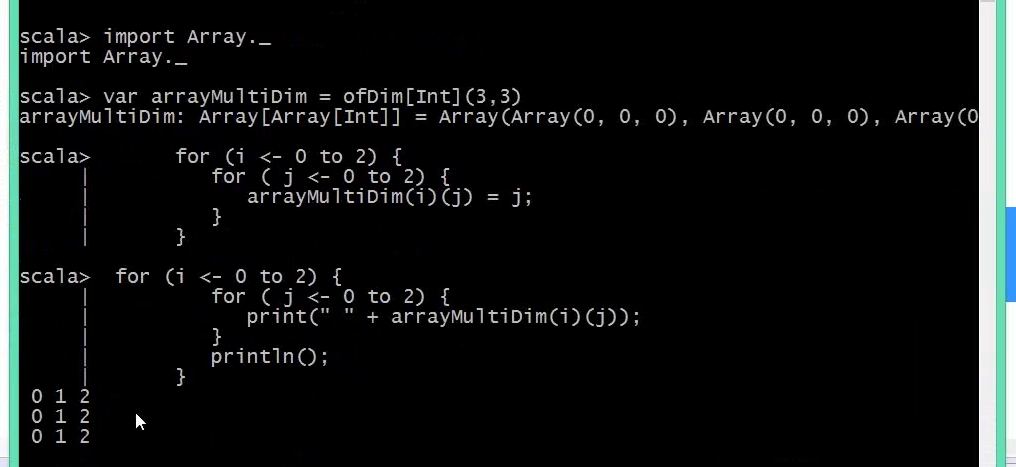 scala> import Array._
import Array._
scala> var arrayMultiDim = ofDim[Int](3,3)
arrayMultiDim: Array[Array[Int]] = Array(Array(0, 0, 0), Array(0, 0, 0), Array(0
scala>       for (i <- 0 to 2) {
     |          for ( j <- 0 to 2) {
     |             arrayMultiDim(i)(j) = j;
     |          }
     |       }
scala>  for (i <- 0 to 2) {
     |          for ( j <- 0 to 2) {
     |             print(" " + arrayMultiDim(i)(j));
     |          }
     |          println();
     |       }
 0 1 2
 0 1 2
 0 1 2